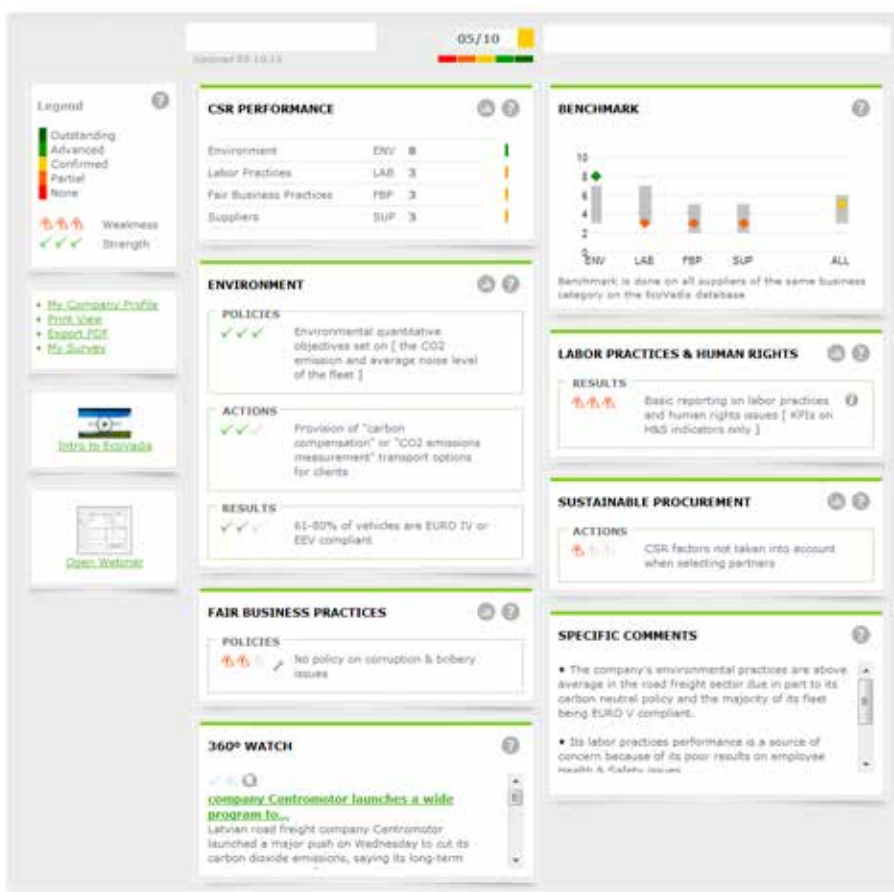 05/10
Updated 05.10.10
Legend
Outstanding
Advanced
Confirmed
Partial
None
Weakness
Strength
My Company Profile
Print View
Export PDF
My Survey
Intro to EcoVadis
Open Webinar
CSR PERFORMANCE
Environment ENV 8
Labor Practices LAB 3
Fair Business Practices FBP 3
Suppliers SUP 3
ENVIRONMENT
POLICIES
Environmental quantitative
objectives set on [ the CO2
emission and average noise level
of the fleet ]
ACTIONS
Provision of "carbon
compensation" or "CO2 emissions
measurement" transport options
for clients
RESULTS
61-80% of vehicles are EURO IV or
EEV compliant
FAIR BUSINESS PRACTICES
POLICIES
No policy on corruption & bribery
issues
360º WATCH
company Centromotor launches a wide
program to...
Latvian road freight company Centromotor
launched a major push on Wednesday to cut its
carbon dioxide emissions, saying its long-term
BENCHMARK
10
8
6
4
2
0
ENV LAB FBP SUP ALL
Benchmark is done on all suppliers of the same business
category on the EcoVadis database
LABOR PRACTICES & HUMAN RIGHTS
RESULTS
Basic reporting on labor practices
and human rights issues [ KPIs on
H&S indicators only ]
SUSTAINABLE PROCUREMENT
ACTIONS
CSR factors not taken into account
when selecting partners
SPECIFIC COMMENTS
• The company's environmental practices are above
average in the road freight sector due in part to its
carbon neutral policy and the majority of its fleet
being EURO V compliant.
• Its labor practices performance is a source of
concern because of its poor results on employee
Health & Safety issues